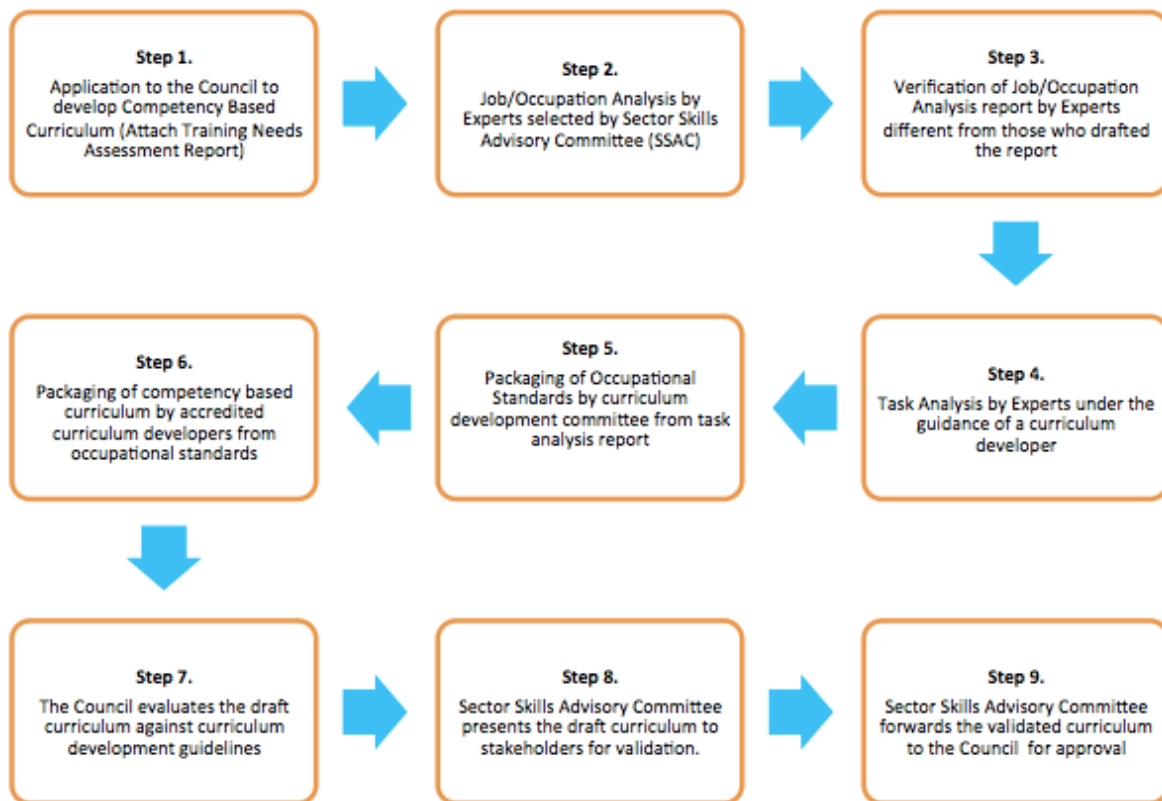 Step 1.
Application to the Council to
develop Competency Based
Curriculum (Attach Training Needs
Assessment Report)
Step 2.
Job/Occupation Analysis by
Experts selected by Sector Skills
Advisory Committee (SSAC)
Step 3.
Verification of Job/Occupation
Analysis report by Experts
different from those who drafted
the report
Step 4.
Task Analysis by Experts under the
guidance of a curriculum
developer
Step 5.
Packaging of Occupational
Standards by curriculum
development committee from task
analysis report
Step 6.
Packaging of competency based
curriculum by accredited
curriculum developers from
occupational standards
Step 7.
The Council evaluates the draft
curriculum against curriculum
development guidelines
Step 8.
Sector Skills Advisory Committee
presents the draft curriculum to
stakeholders for validation.
Step 9.
Sector Skills Advisory Committee
forwards the validated curriculum
to the Council for approval